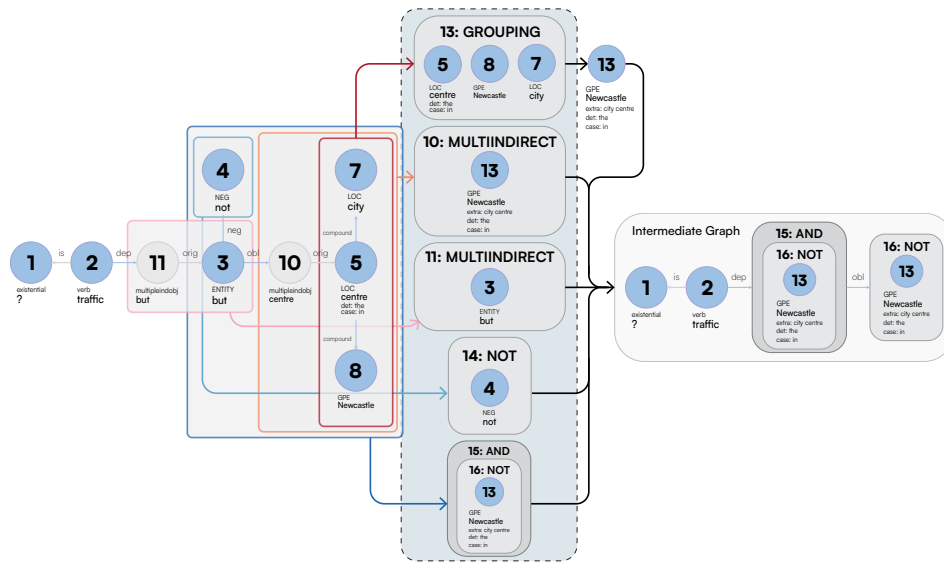 13: GROUPING
5
8
7
13
LOC
centre
det: the
case: in
GPE
Newcastle
LOC
city
GPE
Newcastle
extra: city centre
det: the
case: in
10: MULTIINDIRECT
13
GPE
Newcastle
extra: city centre
det: the
case: in
4
NEG
not
7
LOC
city
neg
compound
1
is
2
dep
11
orig
3
obl
10
orig
5
existential
?
verb
traffic
multipleindobj
but
ENTITY
but
multipleindobj
centre
LOC
centre
det: the
case: in
compound
8
GPE
Newcastle
11: MULTIINDIRECT
3
ENTITY
but
14: NOT
4
NEG
not
15: AND
16: NOT
13
GPE
Newcastle
extra: city centre
det: the
case: in
Intermediate Graph
1
is
2
dep
15: AND
16: NOT
13
obl
16: NOT
13
existential
?
verb
traffic
GPE
Newcastle
extra: city centre
det: the
case: in
GPE
Newcastle
extra: city centre
det: the
case: in